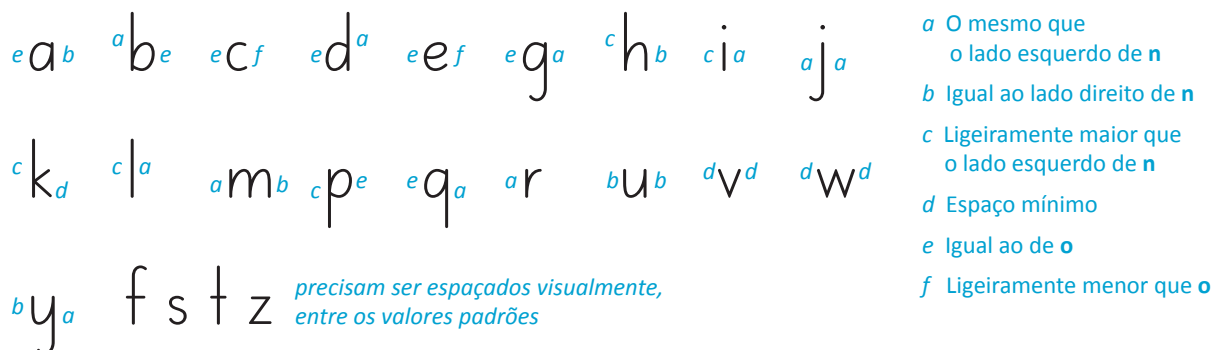 e a b a b e e c f e d a e e f e g a c h b c i a a j a
c k d c l a a m b c p e e q a a r b u b d v d d w d
b y a f s t z precisam ser espaçados visualmente,
entre os valores padrões
a O mesmo que
o lado esquerdo de n
b Igual ao lado direito de n
c Ligeiramente maior que
o lado esquerdo de n
d Espaço mínimo
e Igual ao de o
f Ligeiramente menor que o